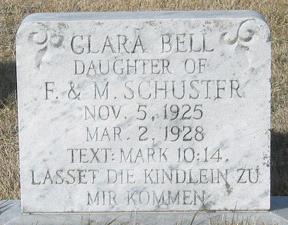 CLARA BELL
DAUGHTER OF
F. & M. SCHUSTER
NOV. 5, 1925
MAR. 2, 1928
TEXT: MARK 10:14.
LASSET DIE KINDLEIN ZU
MIR KOMMEN